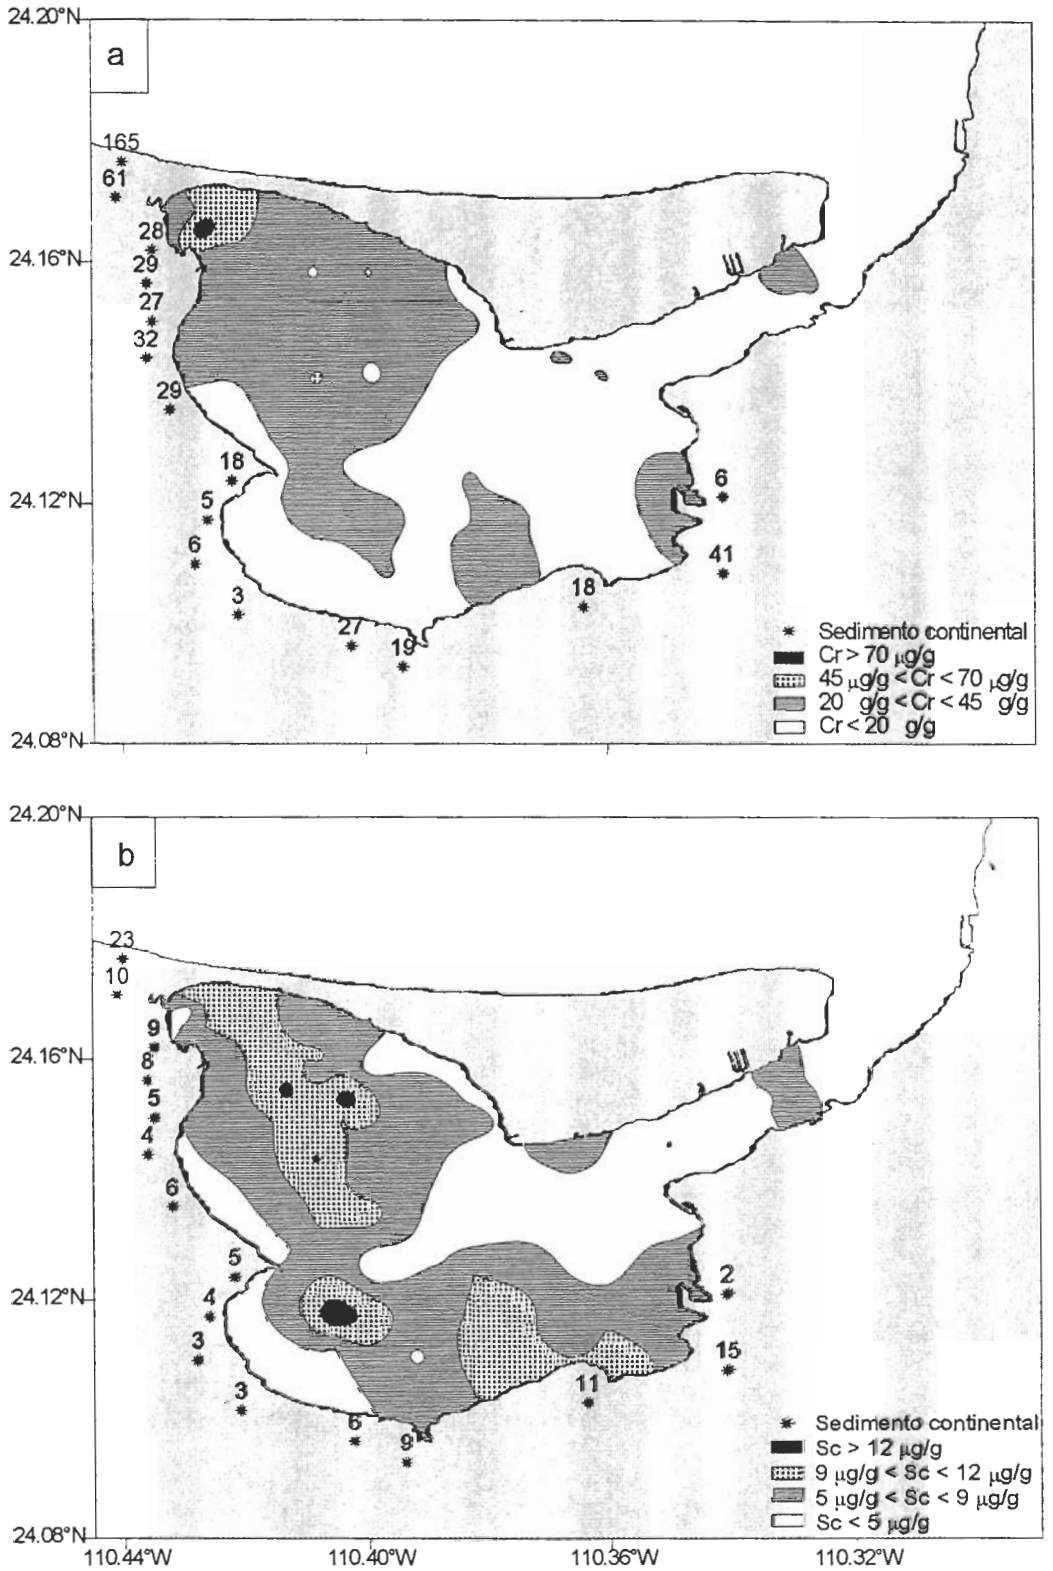 24.20°N
a
165
61
28
24.16°N
29
27
32
29
18
6
24.12°N
5
6
41
18
3
27
19
Sedimento continental
Cr > 70 µg/g
45 µg/g < Cr < 70 µg/g
20 g/g < Cr < 45 g/g
Cr < 20 g/g
24.08°N
24.20°N
b
23
10
9
24.16°N
8
5
4
6
5
2
24.12°N
4
3
15
11
3
6
9
Sedimento continental
Sc > 12 µg/g
9 µg/g < Sc < 12 µg/g
5 µg/g < Sc < 9 µg/g
Sc < 5 µg/g
24.08°N
110.44°W 110.40°W 110.36°W 110.32°W